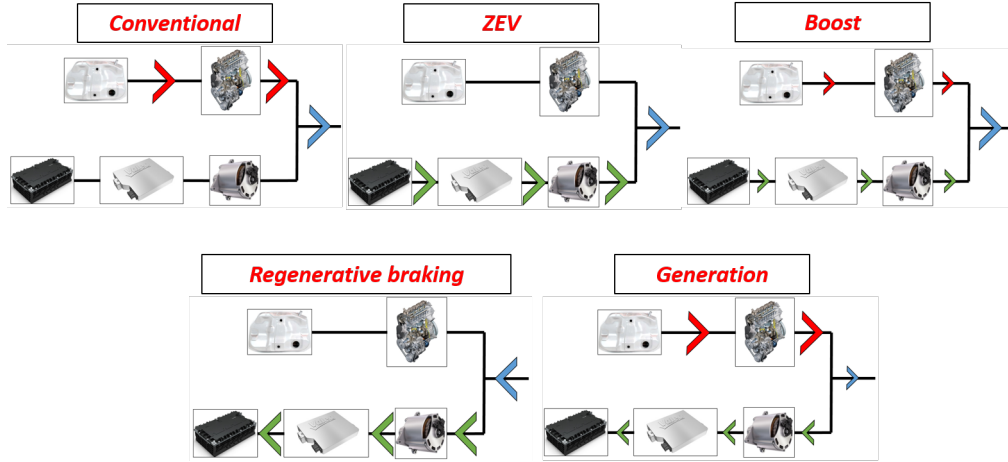 Conventional
ZEV
Boost
Regenerative braking
Generation